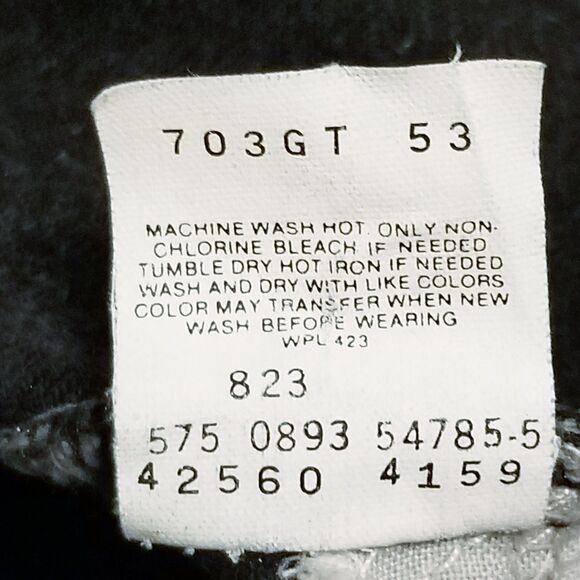 703GT 53
MACHINE WASH HOT. ONLY NON-
CHLORINE BLEACH IF NEEDED
TUMBLE DRY HOT IRON IF NEEDED
WASH AND DRY WITH LIKE COLORS
COLOR MAY TRANSFER WHEN NEW
WASH BEFORE WEARING
WPL 423
823
575 0893 54785-5
42560 4159